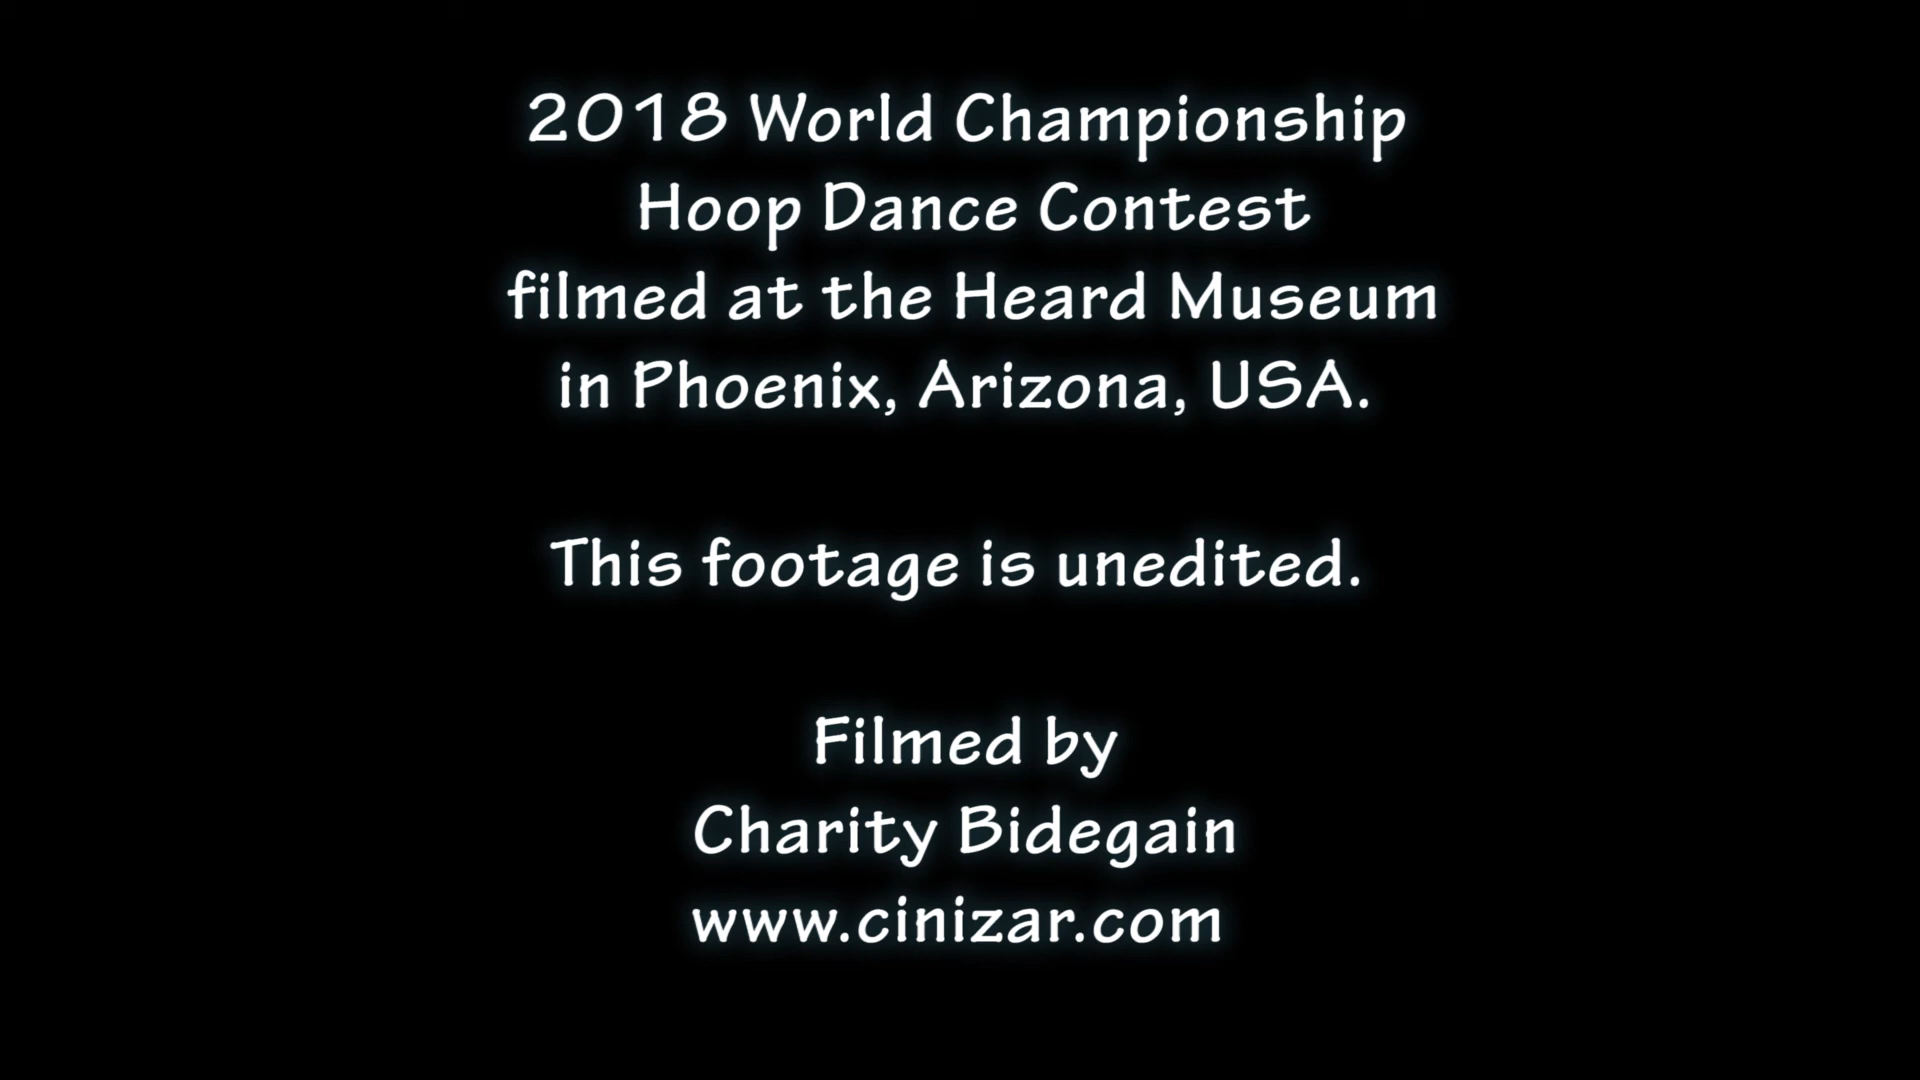 2018 World Championship
Hoop Dance Contest
filmed at the Heard Museum
in Phoenix, Arizona, USA.
This footage is unedited.
Filmed by
Charity Bidegain
www.cinizar.com